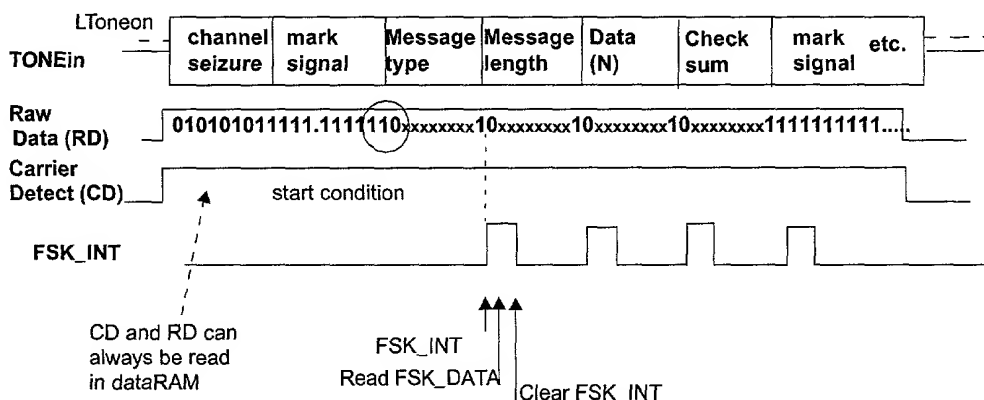 LToneon
TONEin
channel seizure
mark signal
Message type
Message length
Data (N)
Check sum
mark signal etc.
Raw Data (RD)
010101011111.1111110xxxxxxxx10xxxxxxxx10xxxxxxxx10xxxxxxxx1111111111.....
Carrier Detect (CD)
start condition
FSK_INT
CD and RD can
always be read
in dataRAM
FSK_INT
Read FSK_DATA
Clear FSK_INT